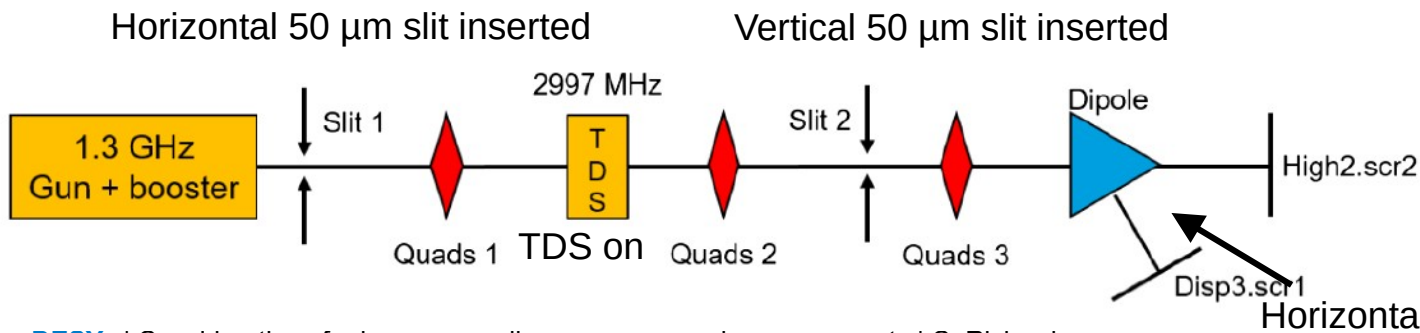 Horizontal 50 µm slit inserted
Vertical 50 µm slit inserted
2997 MHz
Dipole
Slit 1
Slit 2
1.3 GHz
Gun + booster
T
D
S
High2.scr2
Quads 1
TDS on
Quads 2
Quads 3
Disp3.scr1
Horizonta